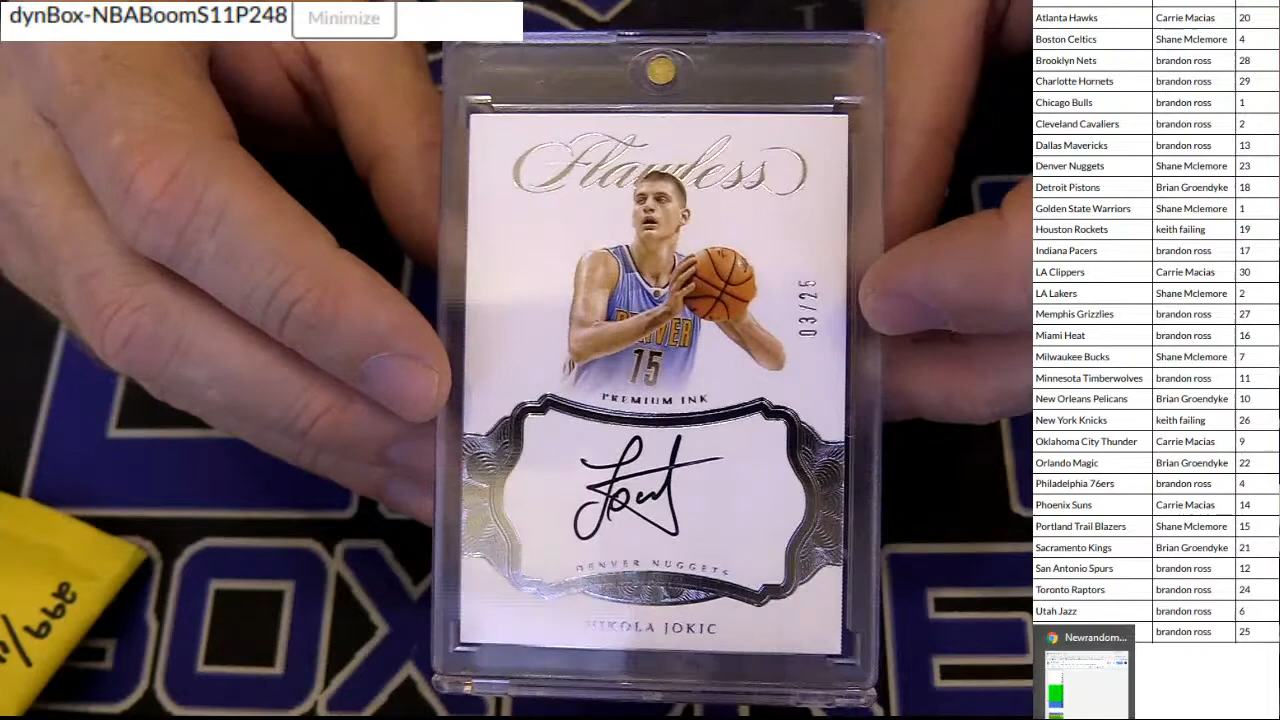 dynBox-NBABoomS11P248
Minimize
Flawless
03/25
DENVER
15
PREMIUM INK
DENVER NUGGETS
NIKOLA JOKIC
BOX
Atlanta Hawks Carrie Macias 20
Boston Celtics Shane Mclemore 4
Brooklyn Nets brandon ross 28
Charlotte Hornets brandon ross 29
Chicago Bulls brandon ross 1
Cleveland Cavaliers brandon ross 2
Dallas Mavericks brandon ross 13
Denver Nuggets Shane Mclemore 23
Detroit Pistons Brian Groendyke 18
Golden State Warriors Shane Mclemore 1
Houston Rockets keith failing 19
Indiana Pacers brandon ross 17
LA Clippers Carrie Macias 30
LA Lakers Shane Mclemore 2
Memphis Grizzlies brandon ross 27
Miami Heat brandon ross 16
Milwaukee Bucks Shane Mclemore 7
Minnesota Timberwolves brandon ross 11
New Orleans Pelicans Brian Groendyke 10
New York Knicks keith failing 26
Oklahoma City Thunder Carrie Macias 9
Orlando Magic Brian Groendyke 22
Philadelphia 76ers brandon ross 4
Phoenix Suns Carrie Macias 14
Portland Trail Blazers Shane Mclemore 15
Sacramento Kings Brian Groendyke 21
San Antonio Spurs brandon ross 12
Toronto Raptors brandon ross 24
Utah Jazz brandon ross 6
brandon ross 25
Newrandom...